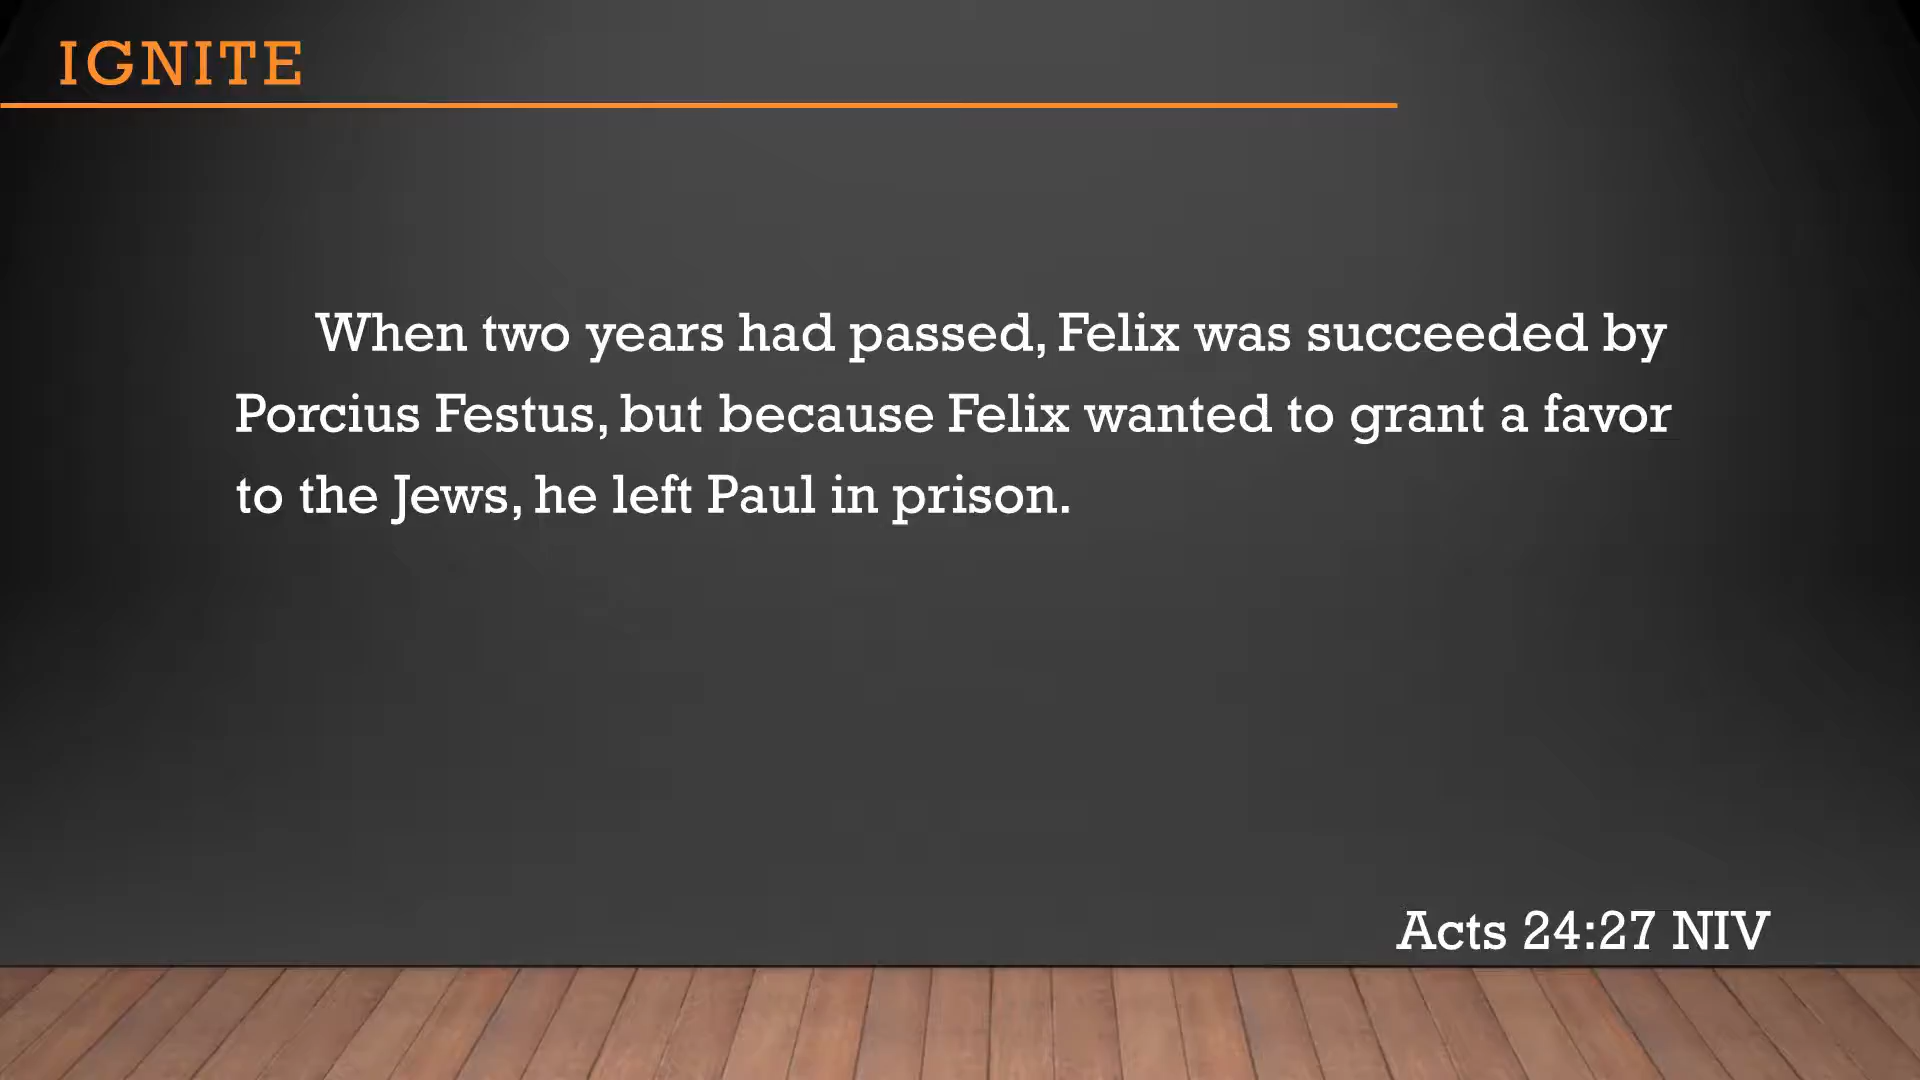 IGNITE
When two years had passed, Felix was succeeded by
Porcius Festus, but because Felix wanted to grant a favor
to the Jews, he left Paul in prison.
Acts 24:27 NIV